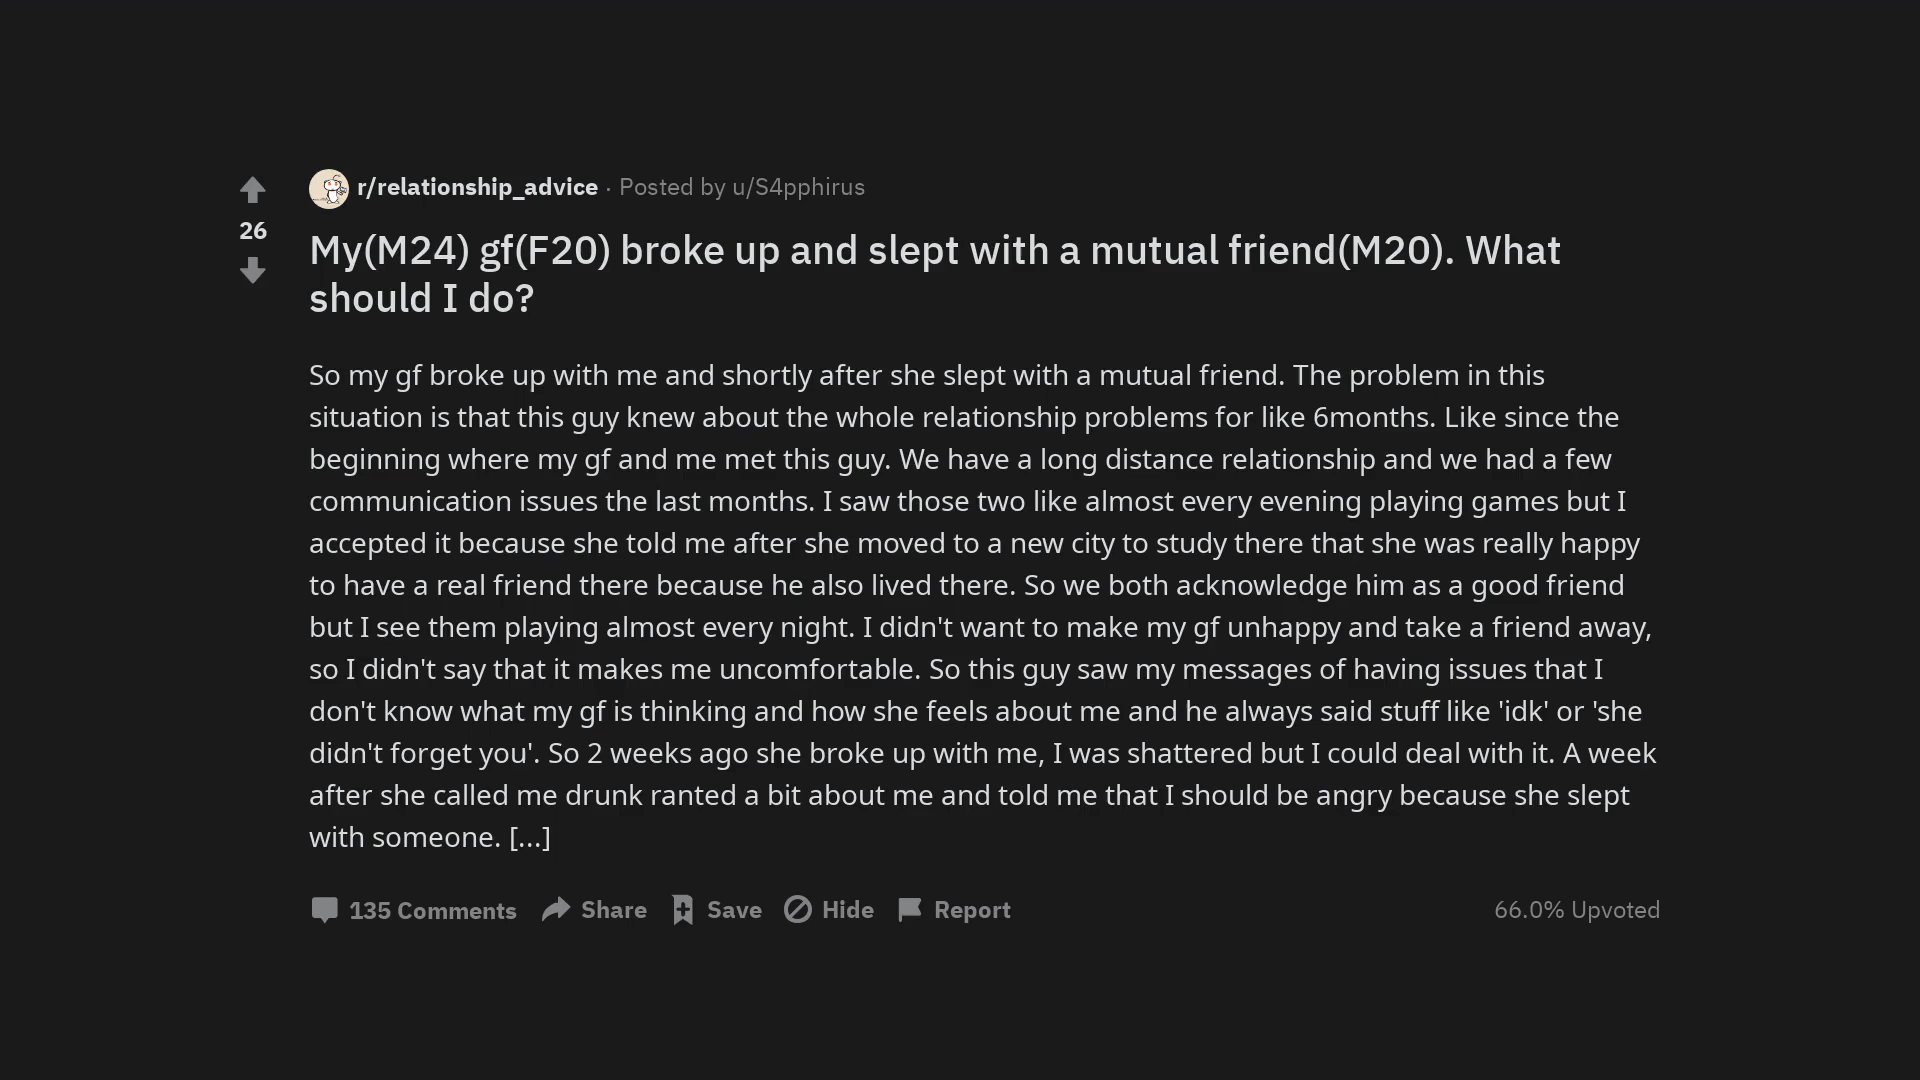 r/relationship_advice · Posted by u/S4pphirus
26
My(M24) gf(F20) broke up and slept with a mutual friend(M20). What
should I do?
So my gf broke up with me and shortly after she slept with a mutual friend. The problem in this
situation is that this guy knew about the whole relationship problems for like 6months. Like since the
beginning where my gf and me met this guy. We have a long distance relationship and we had a few
communication issues the last months. I saw those two like almost every evening playing games but I
accepted it because she told me after she moved to a new city to study there that she was really happy
to have a real friend there because he also lived there. So we both acknowledge him as a good friend
but I see them playing almost every night. I didn't want to make my gf unhappy and take a friend away,
so I didn't say that it makes me uncomfortable. So this guy saw my messages of having issues that I
don't know what my gf is thinking and how she feels about me and he always said stuff like 'idk' or 'she
didn't forget you'. So 2 weeks ago she broke up with me, I was shattered but I could deal with it. A week
after she called me drunk ranted a bit about me and told me that I should be angry because she slept
with someone. [...]
135 Comments Share Save Hide Report 66.0% Upvoted